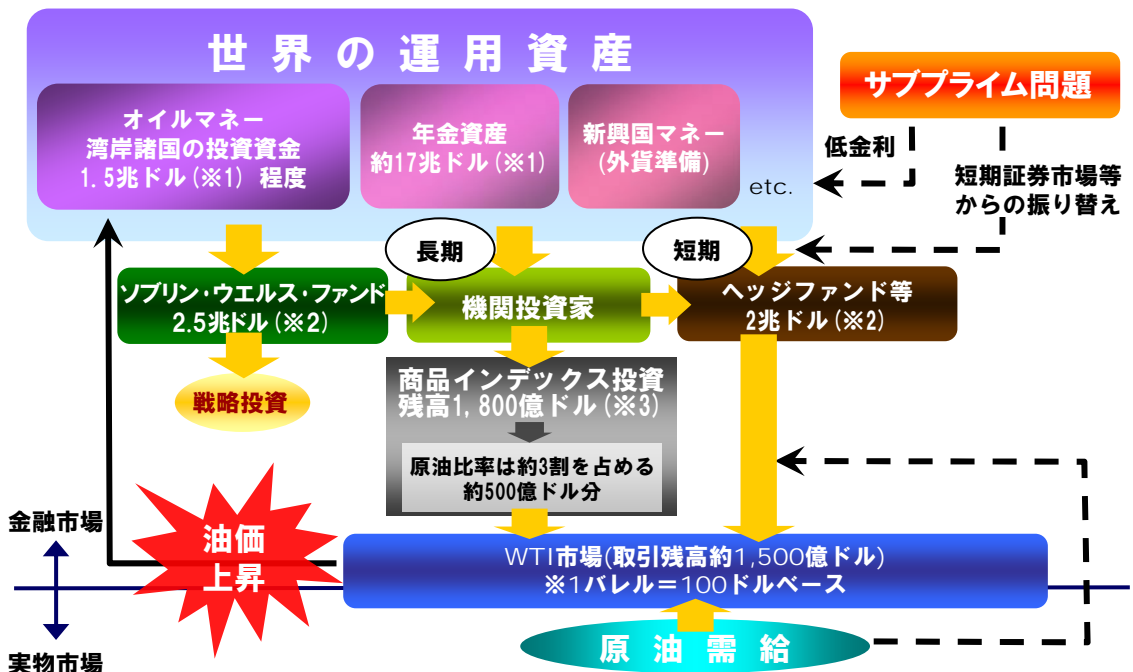 世界の運用資産
サブプライム問題
オイルマネー
湾岸諸国の投資資金
1.5兆ドル(※1) 程度
年金資産
約17兆ドル(※1)
新興国マネー
(外貨準備)
etc.
低金利
短期証券市場等
からの振り替え
長期
短期
ソブリン・ウエルス・ファンド
2.5兆ドル(※2)
機関投資家
ヘッジファンド等
2兆ドル(※2)
戦略投資
商品インデックス投資
残高1,800億ドル(※3)
原油比率は約3割を占める
約500億ドル分
金融市場
油価
上昇
WTI市場(取引残高約1,500億ドル)
※1バレル＝100ドルベース
実物市場
原油需給